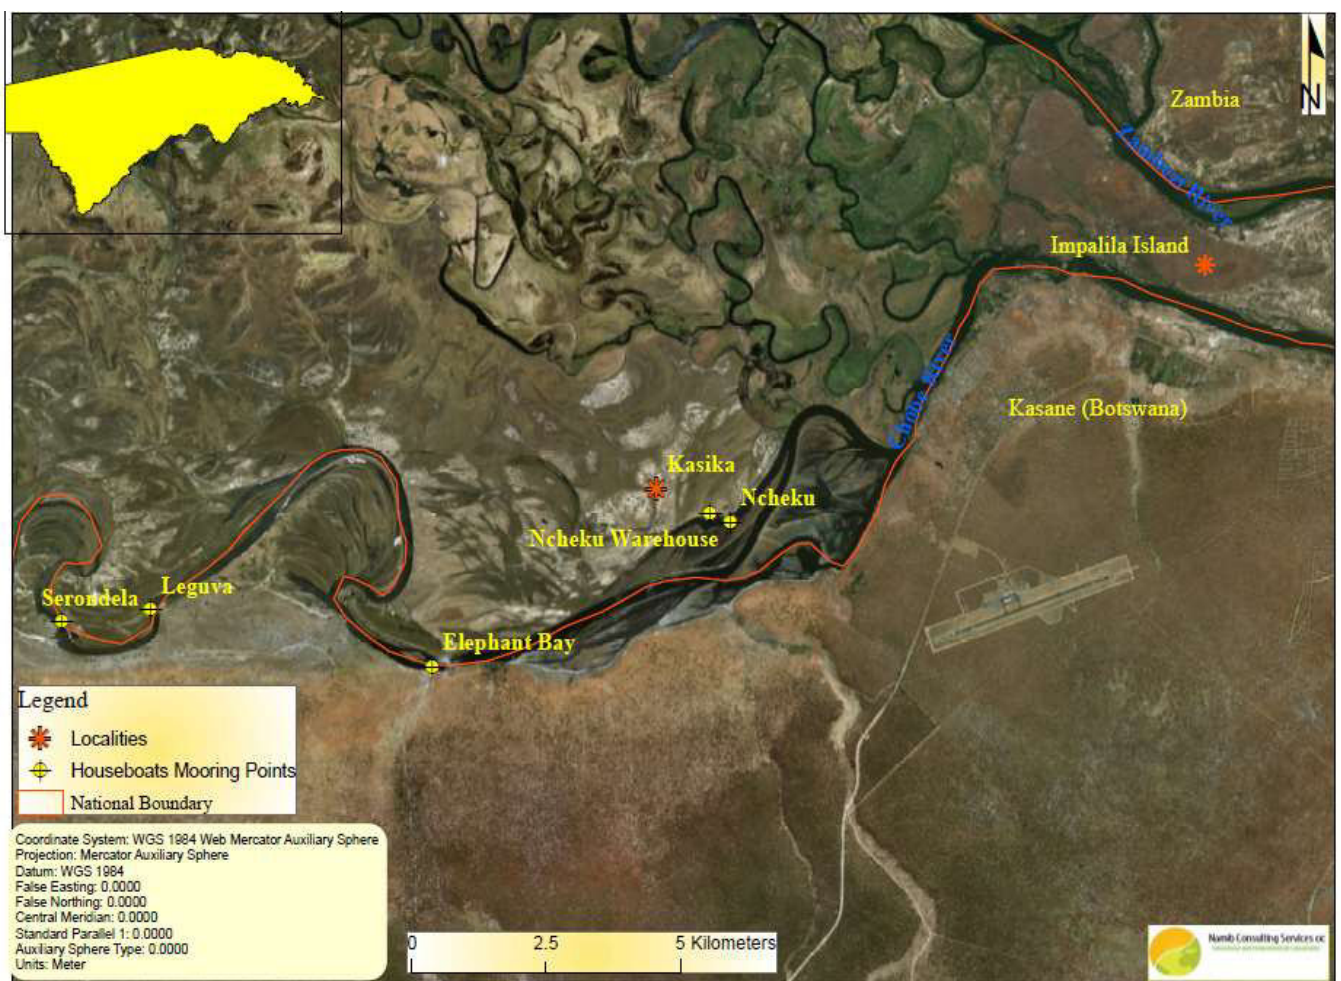 Zambia
Zambezi River
N
Impalila Island
Chobe River
Kasane (Botswana)
Kasika
Ncheku
Ncheku Warehouse
Leguva
Serondela
Elephant Bay
Legend
Localities
Houseboats Mooring Points
National Boundary
Coordinate System: WGS 1984 Web Mercator Auxiliary Sphere
Projection: Mercator Auxiliary Sphere
Datum: WGS 1984
False Easting: 0.0000
False Northing: 0.0000
Central Meridian: 0.0000
Standard Parallel 1: 0.0000
Auxiliary Sphere Type: 0.0000
Units: Meter
0 2.5 5 Kilometers
Namib Consulting Services cc